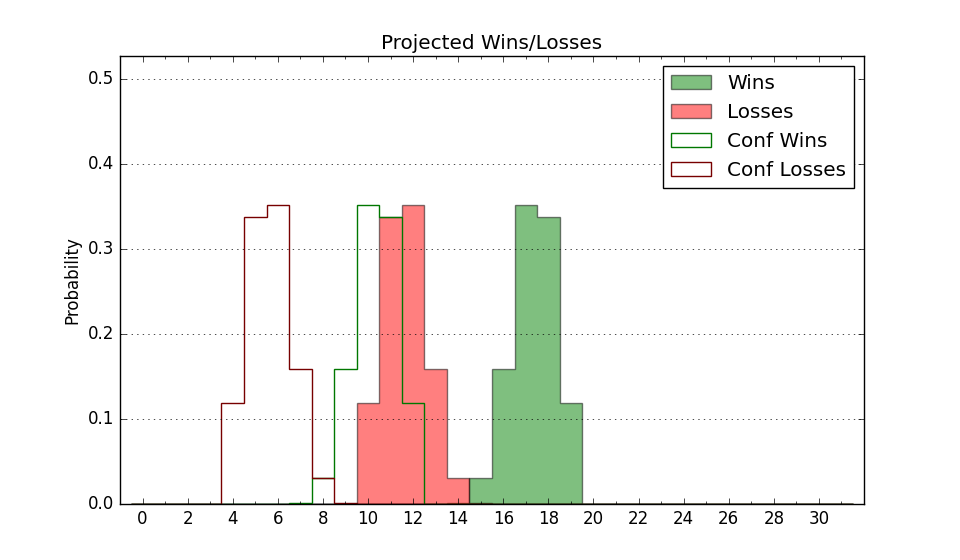 Projected Wins/Losses
Probability
0.5
0.4
0.3
0.2
0.1
0.0
0 2 4 6 8 10 12 14 16 18 20 22 24 26 28 30
Wins
Losses
Conf Wins
Conf Losses